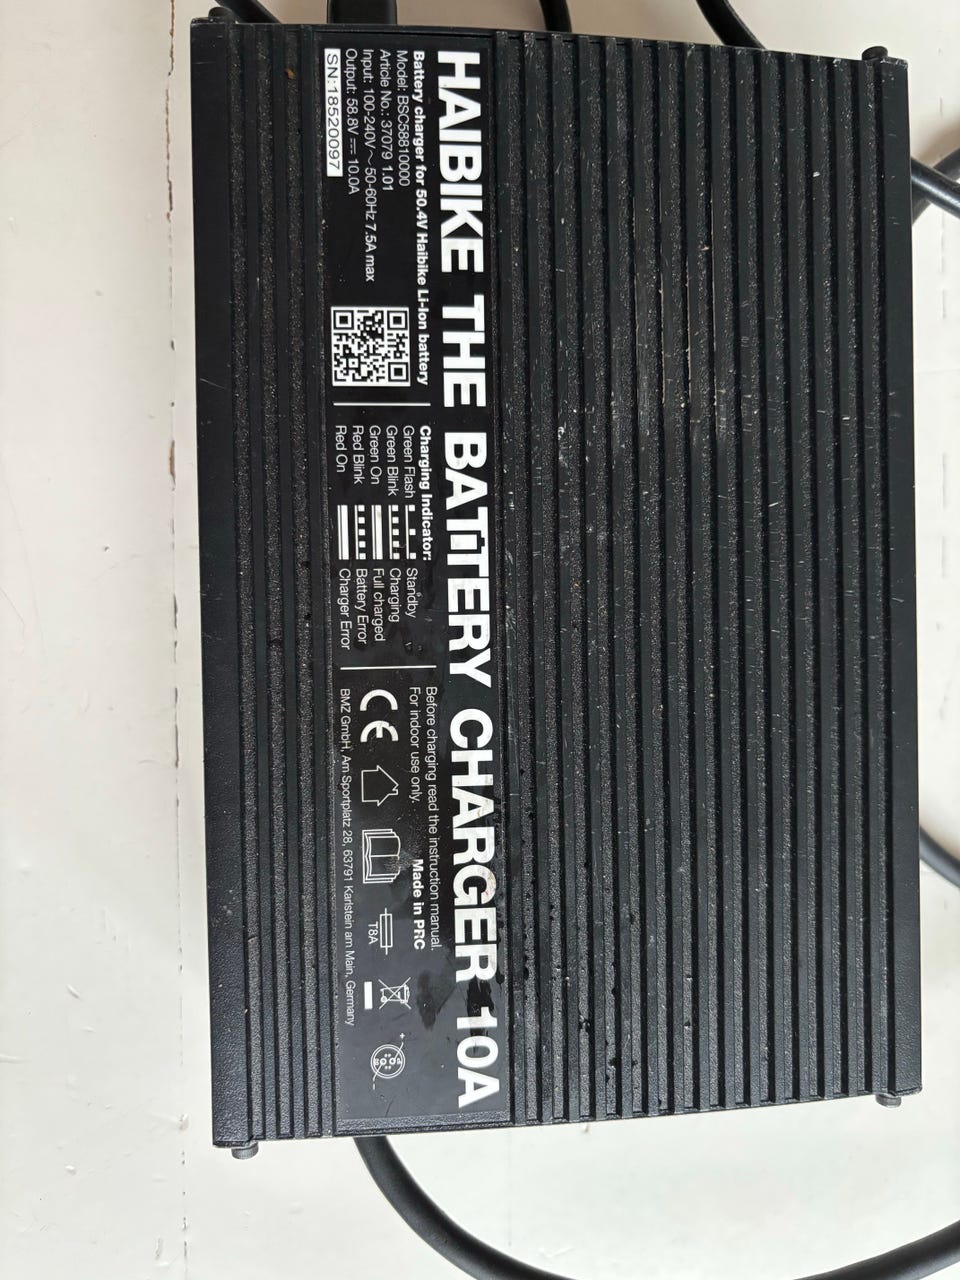 HAIBIKE THE BATTERY CHARGER 10A
Battery charger for 50.4V Haibike Li-Ion battery
Model: BSC58810000
Article No.: 37079 1.01
Input: 100-240V ~ 50-60Hz 7.5A max
Output: 58.8V ⎓ 10.0A
SN:18520097
Charging Indicator:
Green Flash Standby
Green Blink Charging
Green On Full charged
Red Blink Battery Error
Red On Charger Error
Before charging read the instruction manual.
For indoor use only. Made in PRC
CE T8A + -
BMZ GmbH, Am Sportplatz 28, 63791 Karlstein am Main, Germany